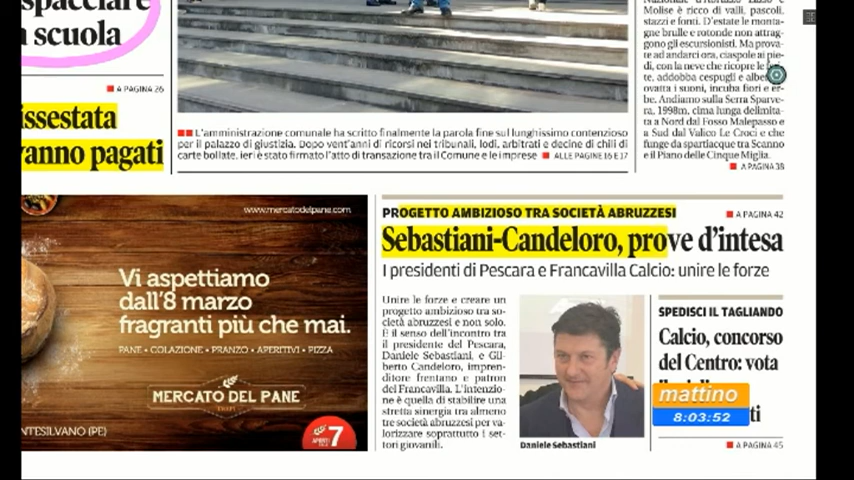 spacciare
a scuola
A PAGINA 26
issestata
vanno pagati
L'amministrazione comunale ha scritto finalmente la parola fine sul lunghissimo contenzioso
per il palazzo di giustizia. Dopo vent'anni di ricorsi nei tribunali, lodi, arbitrati e decine di chili di
carte bollate, ieri è stato firmato l'atto di transazione tra il Comune e le imprese ALLE PAGINE 16 E 17
Molise è ricco di valli, pascoli,
stazzi e fonti. D'estate le monta-
gne brulle e rotonde non attrag-
gono gli escursionisti. Ma prova-
te ad andarci ora, ciaspole ai pie-
di, con la neve che ricopre le
te, addobba cespugli e
ovatta i suoni, incuba fiori e er-
be. Andiamo sulla Serra Sparve-
ra, 1998m, cima lunga delimita-
ta a Nord dal Fosso Malepasso e
a Sud dal Valico Le Croci e che
funge da spartiacque tra Scanno
e il Piano delle Cinque Miglia.
A PAGINA 38
www.mercatodelpane.com
Vi aspettiamo
dall'8 marzo
fragranti più che mai.
PANE • COLAZIONE • PRANZO • APERITIVI • PIZZA
MERCATO DEL PANE
NTESILVANO (PE)
7
PROGETTO AMBIZIOSO TRA SOCIETÀ ABRUZZESI
A PAGINA 42
Sebastiani-Candeloro, prove d'intesa
I presidenti di Pescara e Francavilla Calcio: unire le forze
Unire le forze e creare un
progetto ambizioso tra so-
cietà abruzzesi e non solo.
È il senso dell'incontro tra
il presidente del Pescara,
Daniele Sebastiani, e Gil-
berto Candeloro, impren-
ditore frentano e patron
del Francavilla. L'intenzio-
ne è quella di stabilire una
stretta sinergia tra almeno
tre società abruzzesi per va-
lorizzare soprattutto i set-
tori giovanili.
Daniele Sebastiani
SPEDISCI IL TAGLIANDO
Calcio, concorso
del Centro: vota
A PAGINA 45
mattino
8:03:52